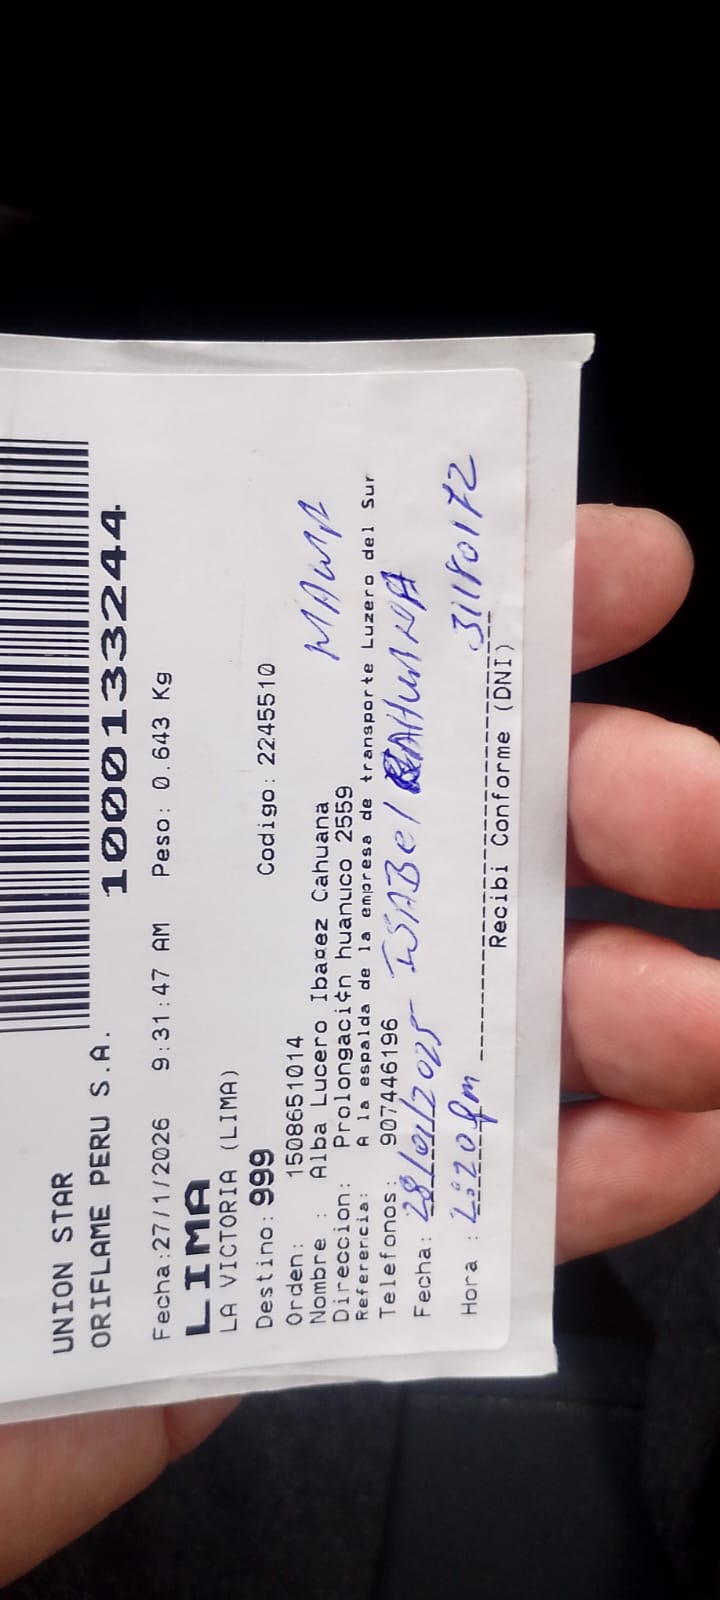 UNION STAR
ORIFLAME PERU S.A.
1000133244
Fecha:27/1/2026 9:31:47 AM Peso: 0.643 Kg
LIMA
LA VICTORIA (LIMA)
Destino: 999 Codigo: 2245510
Orden: 1508651014
Nombre : Alba Lucero Ibañez Cahuana
Direccion: Prolongaci¢n huanuco 2559
Referencia: A la espalda de la empresa de transporte Luzero del Sur
Telefonos: 907446196
Fecha: 28/01/2025 ISABEl
Hora : 2:20 pm
Recibi Conforme (DNI)